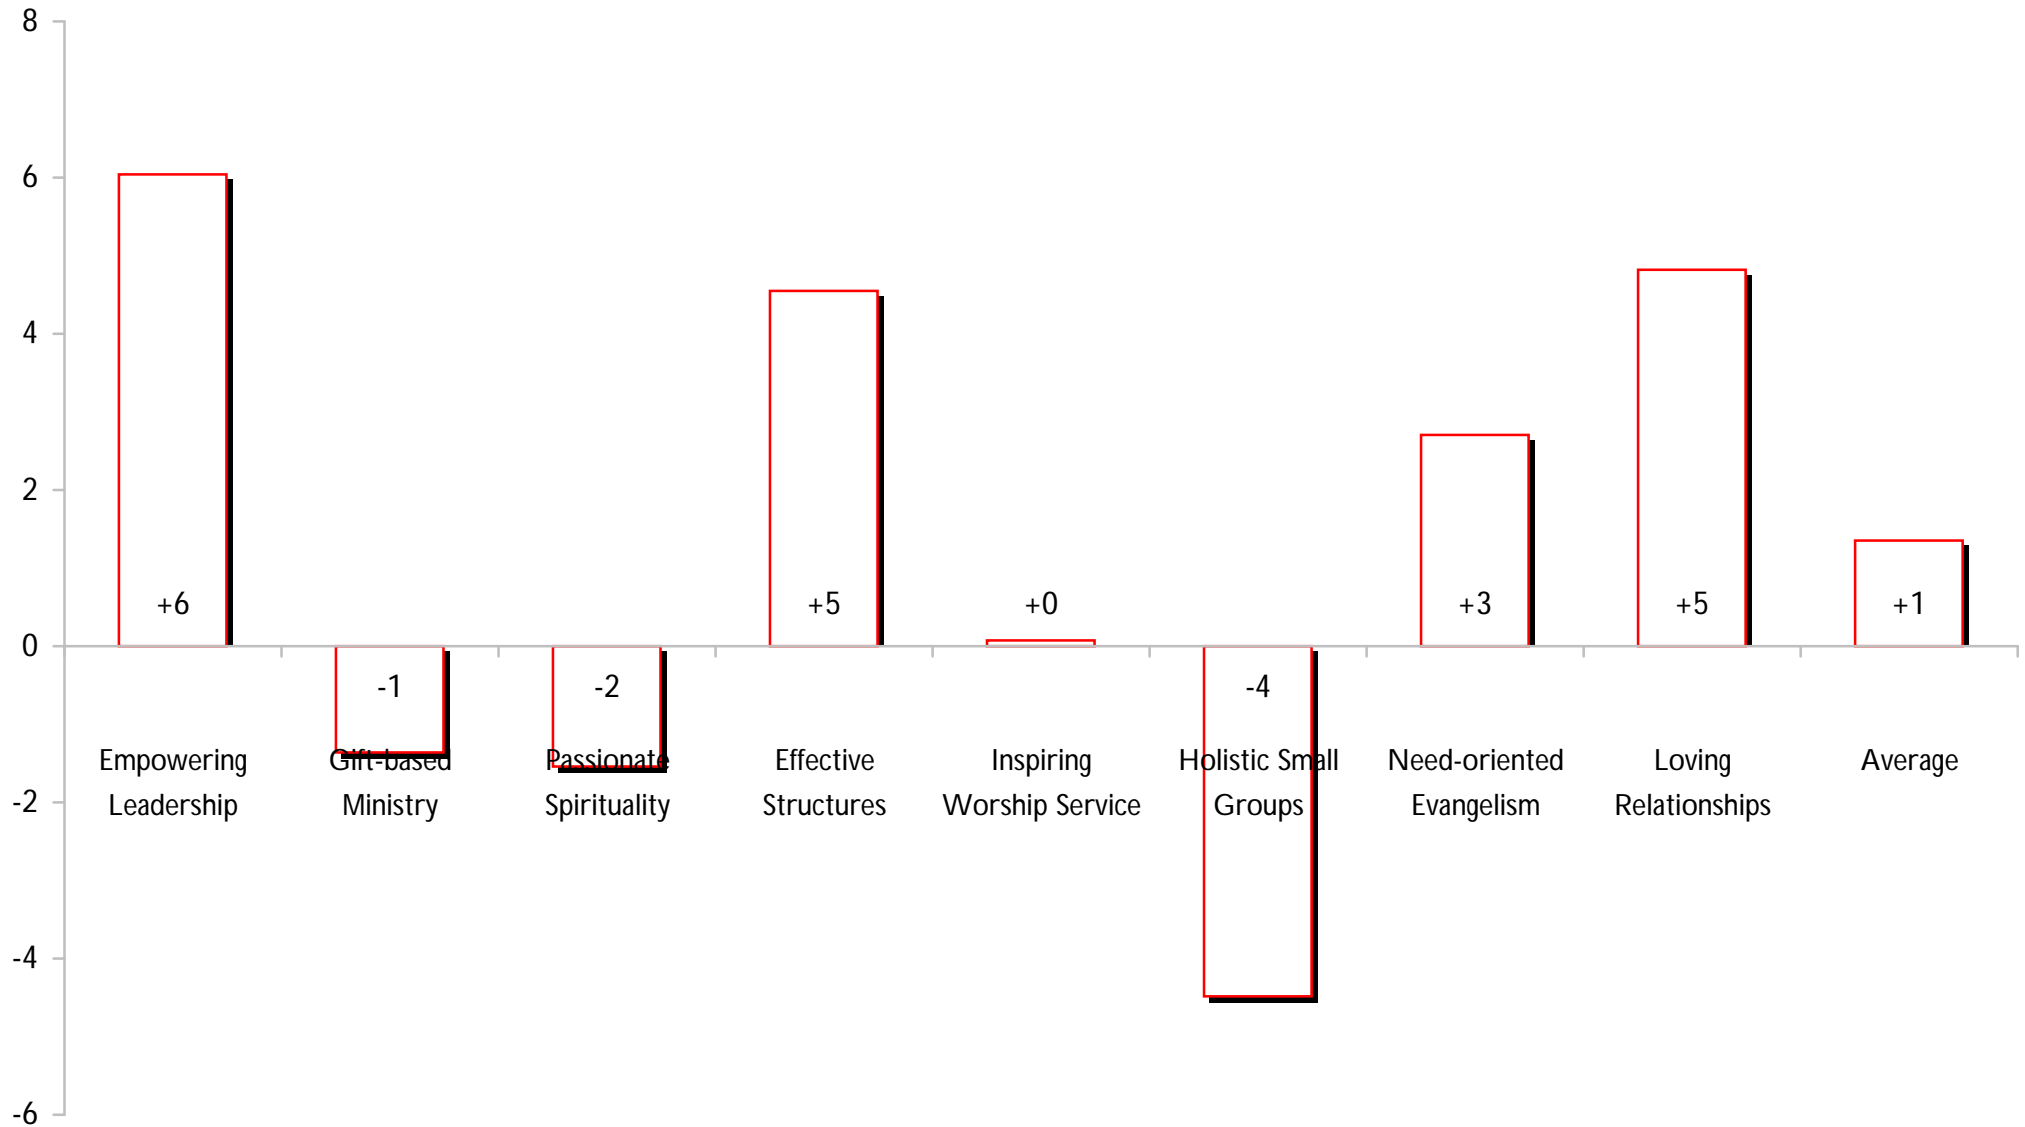 8
6
4
2
0
-2
-4
-6
+6
-1
-2
+5
+0
-4
+3
+5
+1
Empowering
Leadership
Gift-based
Ministry
Passionate
Spirituality
Effective
Structures
Inspiring
Worship Service
Holistic Small
Groups
Need-oriented
Evangelism
Loving
Relationships
Average